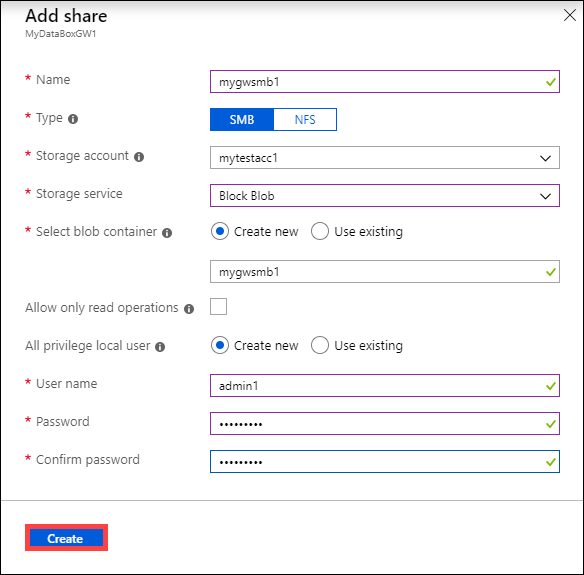 Add share
MyDataBoxGW1
* Name mygwsmb1
* Type SMB NFS
* Storage account mytestacc1
* Storage service Block Blob
* Select blob container Create new Use existing
mygwsmb1
Allow only read operations
All privilege local user Create new Use existing
* User name admin1
* Password •••••••••
* Confirm password •••••••••
Create